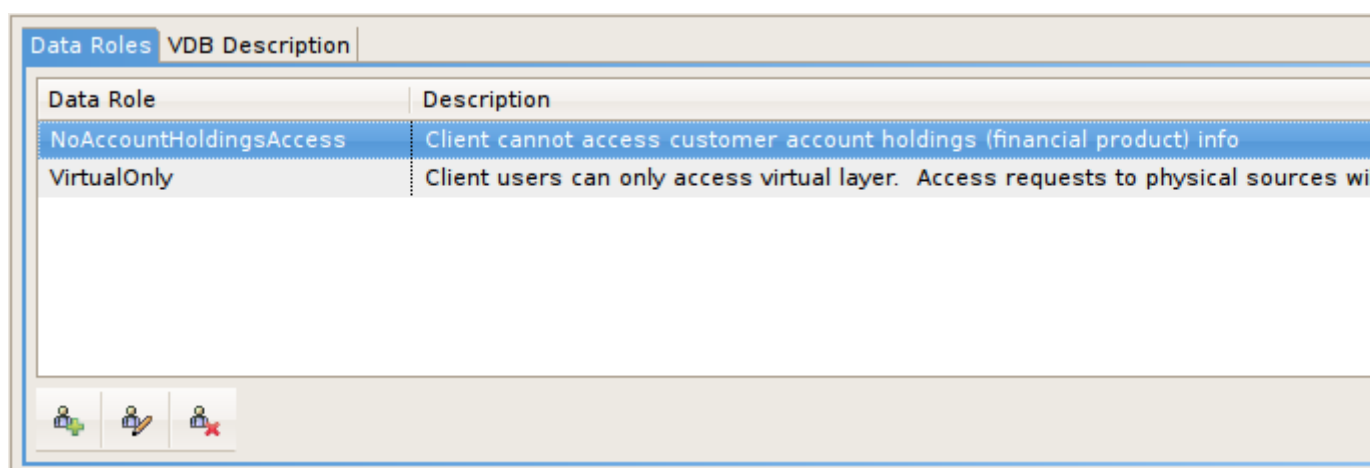 Data Roles VDB Description
Data Role Description
NoAccountHoldingsAccess Client cannot access customer account holdings (financial product) info
VirtualOnly Client users can only access virtual layer.  Access requests to physical sources